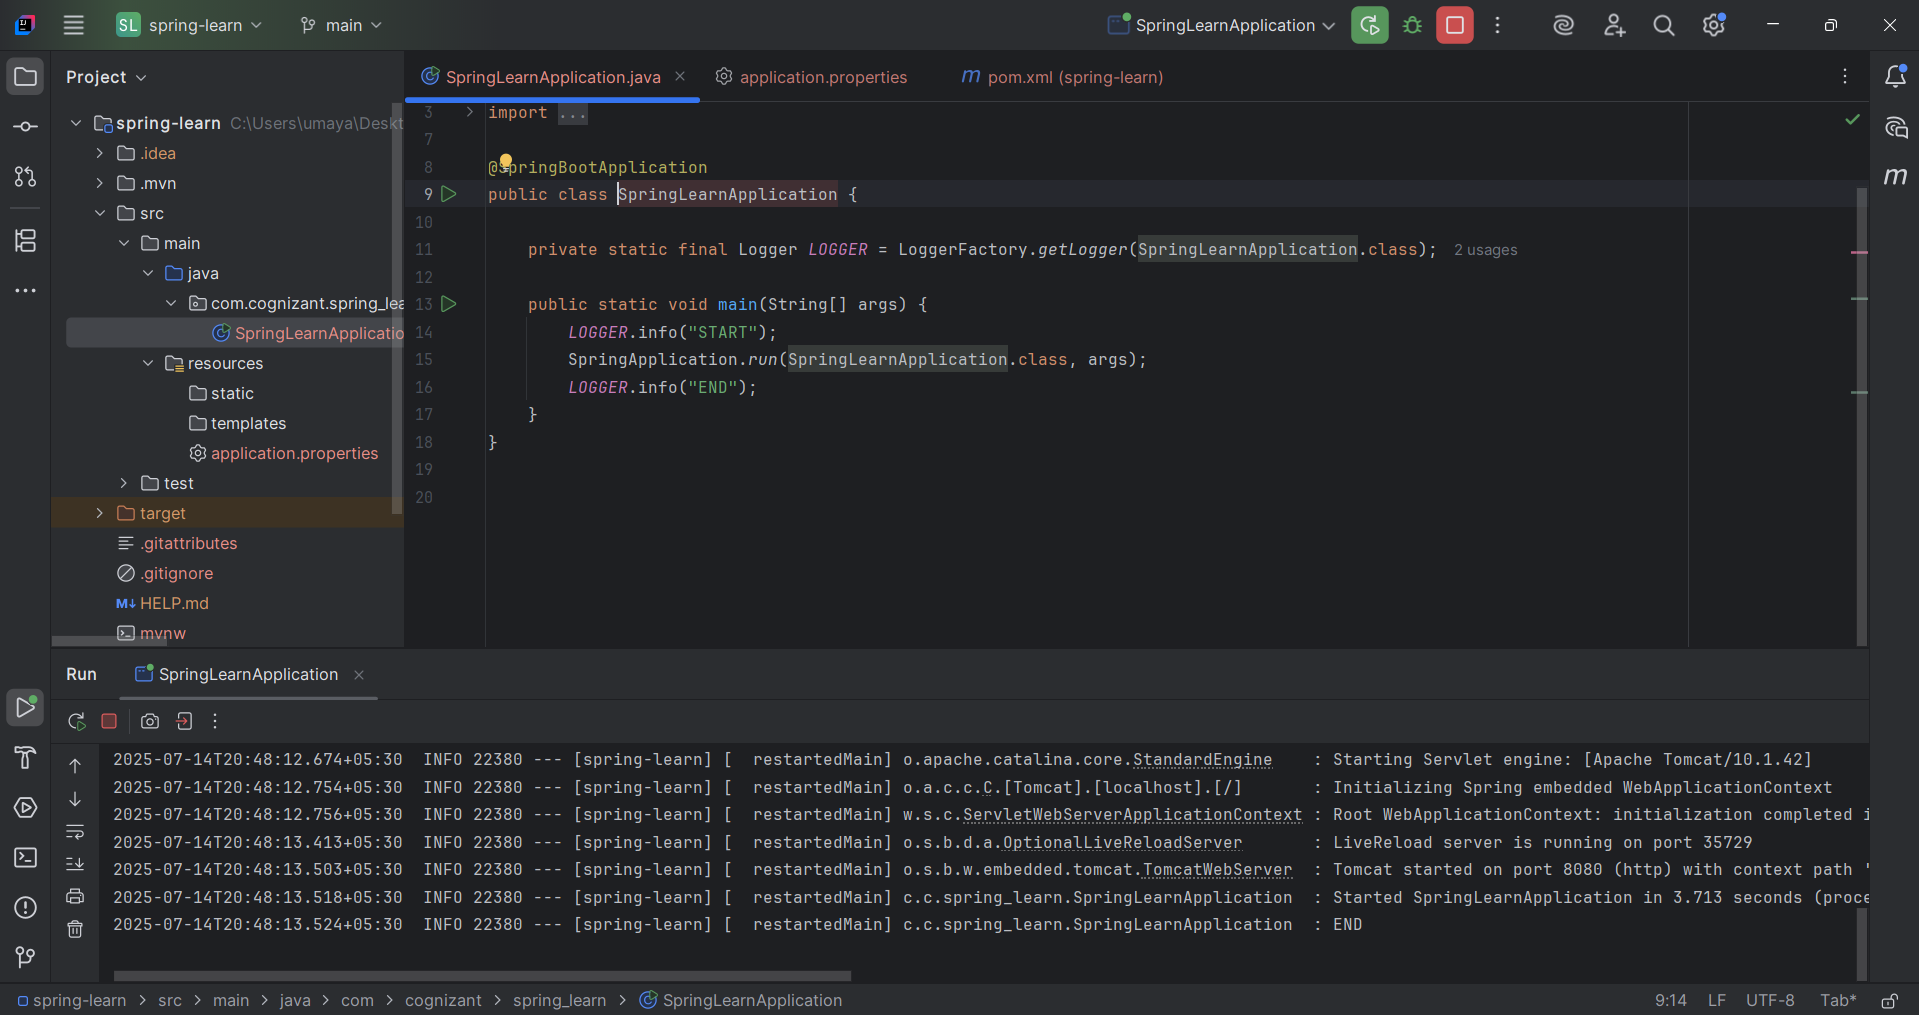 SL spring-learn main SpringLearnApplication
Project
spring-learn C:\Users\umaya\Deskt
.idea
.mvn
src
main
java
com.cognizant.spring_lea
SpringLearnApplicatio
resources
static
templates
application.properties
test
target
.gitattributes
.gitignore
M↓ HELP.md
mvnw
SpringLearnApplication.java application.properties m pom.xml (spring-learn)
3 import ...
7
8 @SpringBootApplication
9 public class SpringLearnApplication {
10
11 private static final Logger LOGGER = LoggerFactory.getLogger(SpringLearnApplication.class); 2 usages
12
13 public static void main(String[] args) {
14 LOGGER.info("START");
15 SpringApplication.run(SpringLearnApplication.class, args);
16 LOGGER.info("END");
17 }
18 }
19
20
m
Run SpringLearnApplication
2025-07-14T20:48:12.674+05:30 INFO 22380 --- [spring-learn] [ restartedMain] o.apache.catalina.core.StandardEngine : Starting Servlet engine: [Apache Tomcat/10.1.42]
2025-07-14T20:48:12.754+05:30 INFO 22380 --- [spring-learn] [ restartedMain] o.a.c.c.C.[Tomcat].[localhost].[/] : Initializing Spring embedded WebApplicationContext
2025-07-14T20:48:12.756+05:30 INFO 22380 --- [spring-learn] [ restartedMain] w.s.c.ServletWebServerApplicationContext : Root WebApplicationContext: initialization completed i
2025-07-14T20:48:13.413+05:30 INFO 22380 --- [spring-learn] [ restartedMain] o.s.b.d.a.OptionalLiveReloadServer : LiveReload server is running on port 35729
2025-07-14T20:48:13.503+05:30 INFO 22380 --- [spring-learn] [ restartedMain] o.s.b.w.embedded.tomcat.TomcatWebServer : Tomcat started on port 8080 (http) with context path '
2025-07-14T20:48:13.518+05:30 INFO 22380 --- [spring-learn] [ restartedMain] c.c.spring_learn.SpringLearnApplication : Started SpringLearnApplication in 3.713 seconds (proce
2025-07-14T20:48:13.524+05:30 INFO 22380 --- [spring-learn] [ restartedMain] c.c.spring_learn.SpringLearnApplication : END
spring-learn > src > main > java > com > cognizant > spring_learn > SpringLearnApplication 9:14 LF UTF-8 Tab*